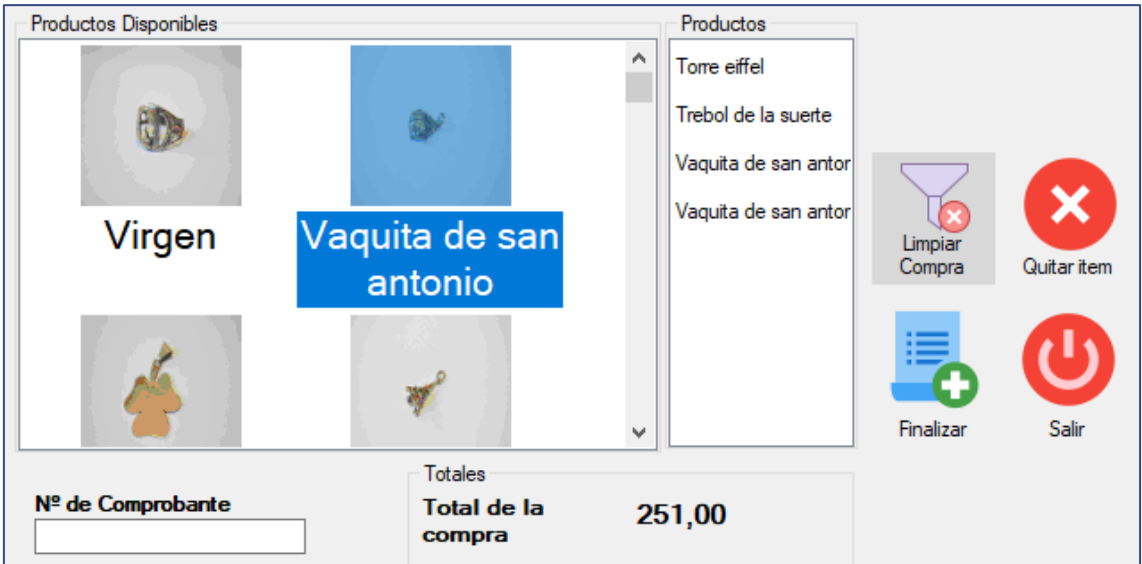 Productos Disponibles
Virgen
Vaquita de san
antonio
Productos
Torre eiffel
Trebol de la suerte
Vaquita de san antor
Vaquita de san antor
Limpiar
Compra
Quitar item
Finalizar
Salir
Nº de Comprobante
Totales
Total de la
compra
251,00